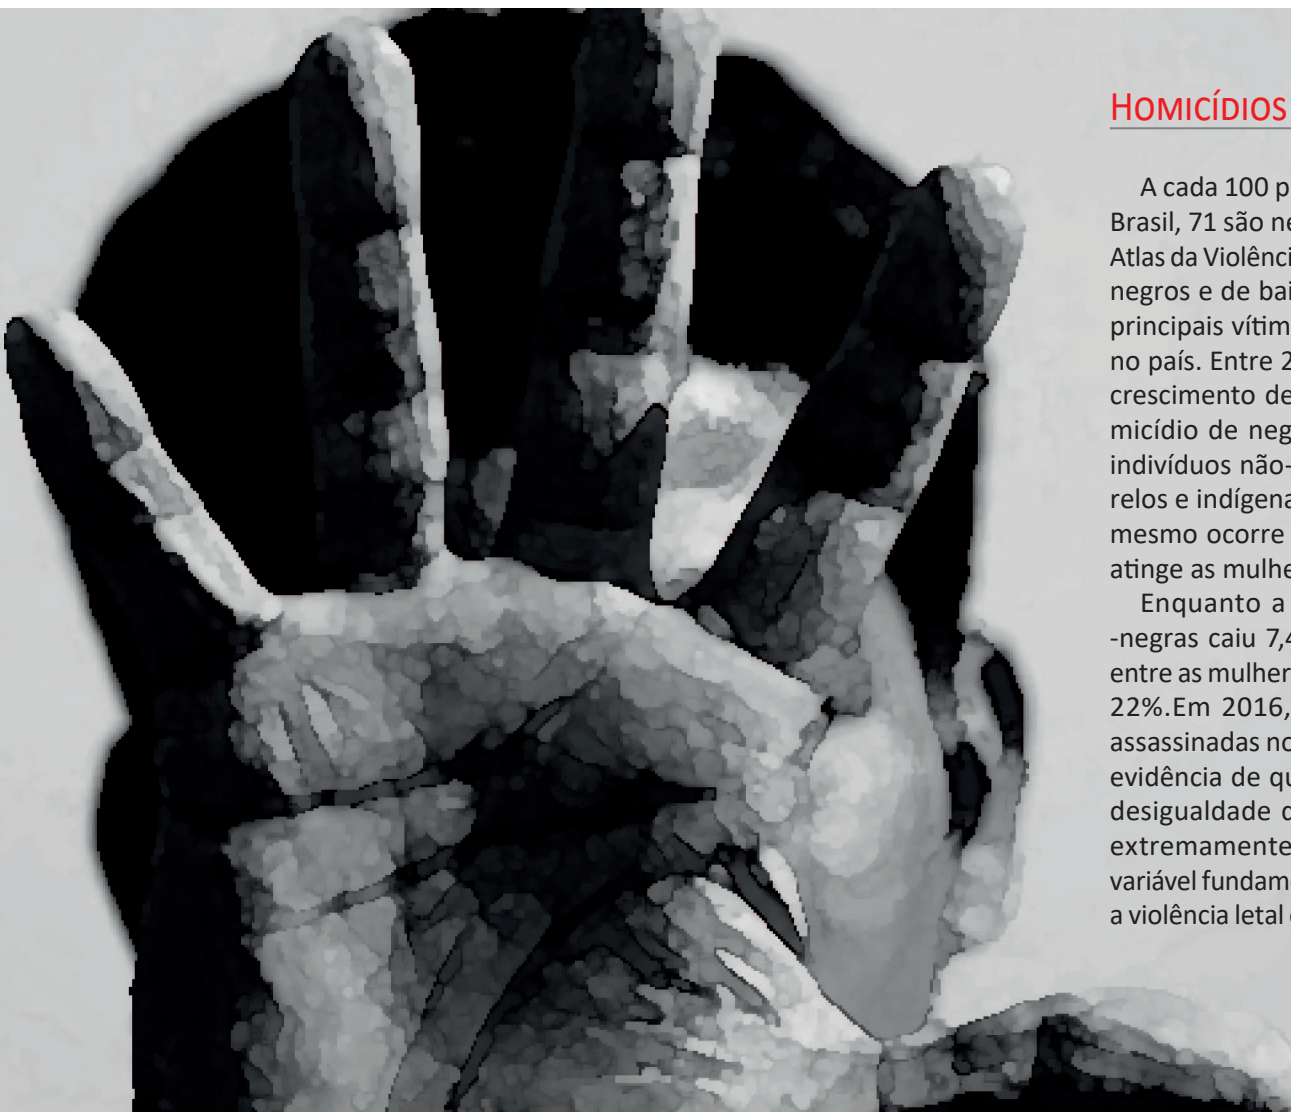 HOMICÍDIOS
A cada 100 p
Brasil, 71 são ne
Atlas da Violênci
negros e de bai
principais vítim
no país. Entre 2
crescimento de
micídio de neg
indivíduos não-
relos e indígena
mesmo ocorre
atinge as mulhe
Enquanto a
-negras caiu 7,4
entre as mulher
22%.Em 2016,
assassinadas no
evidência de qu
desigualdade d
extremamente
variável fundam
a violência letal